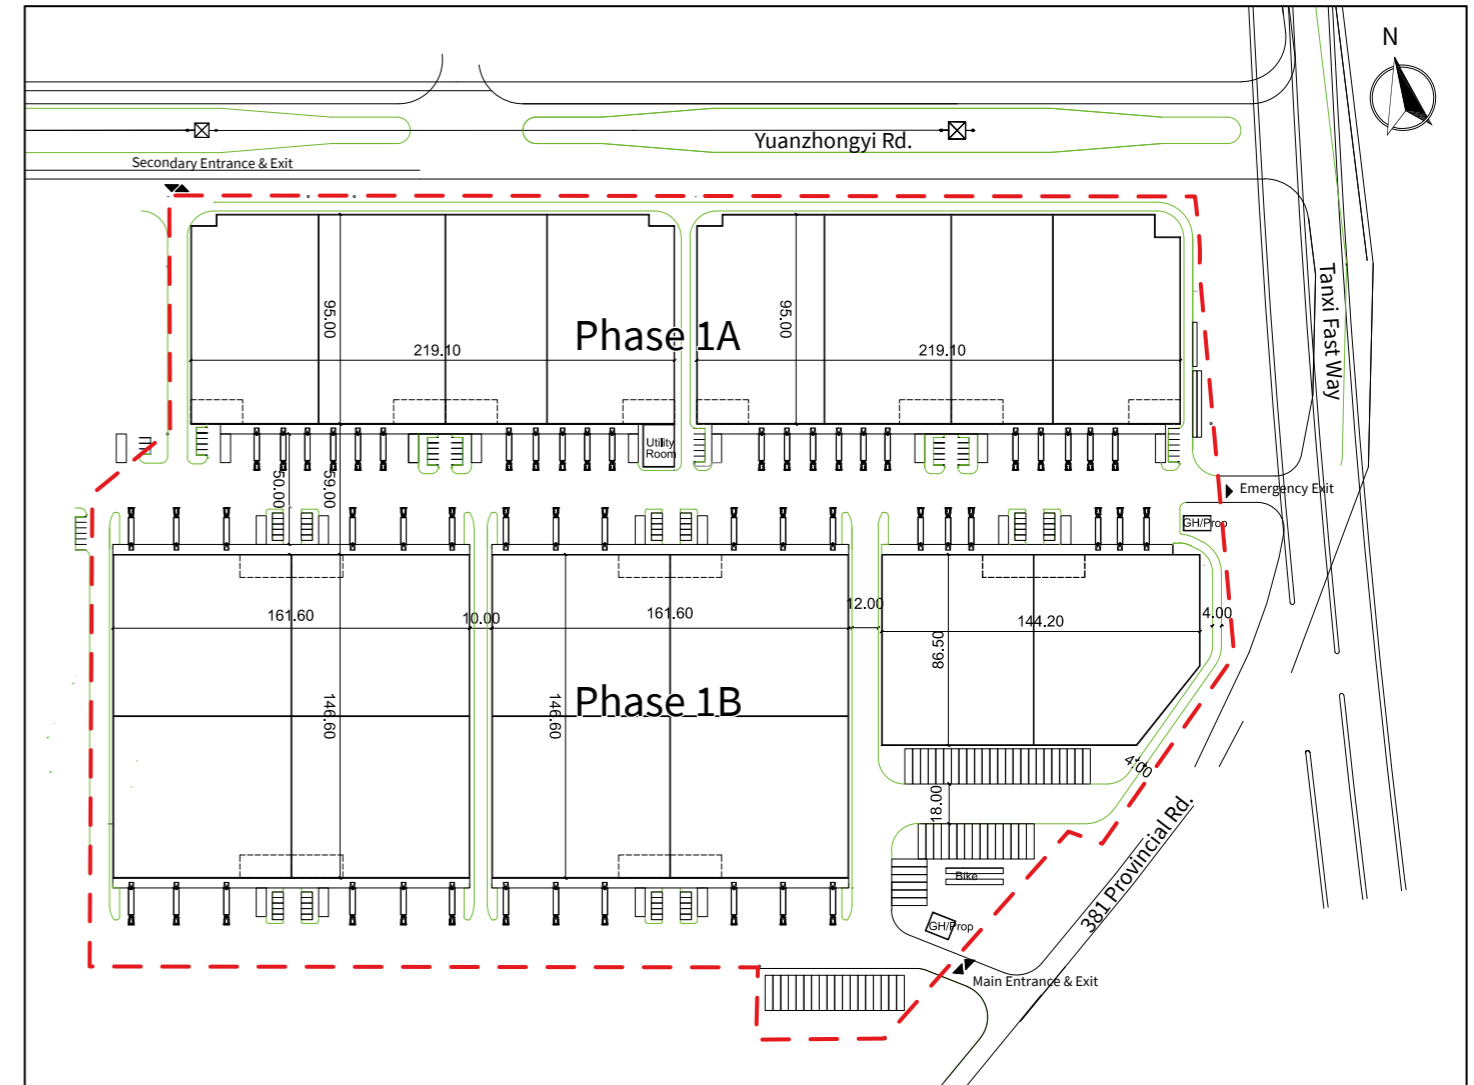 N
Yuanzhongyi Rd.
Secondary Entrance & Exit
Tanxi Fast Way
95.00
95.00
Phase 1A
219.10
219.10
Utility
Room
50.00
59.00
Emergency Exit
GH/Prop
161.60
10.00
161.60
12.00
144.20
4.00
86.50
146.60
146.60
Phase 1B
4.00
18.00
381 Provincial Rd.
Bike
GH/Prop
Main Entrance & Exit